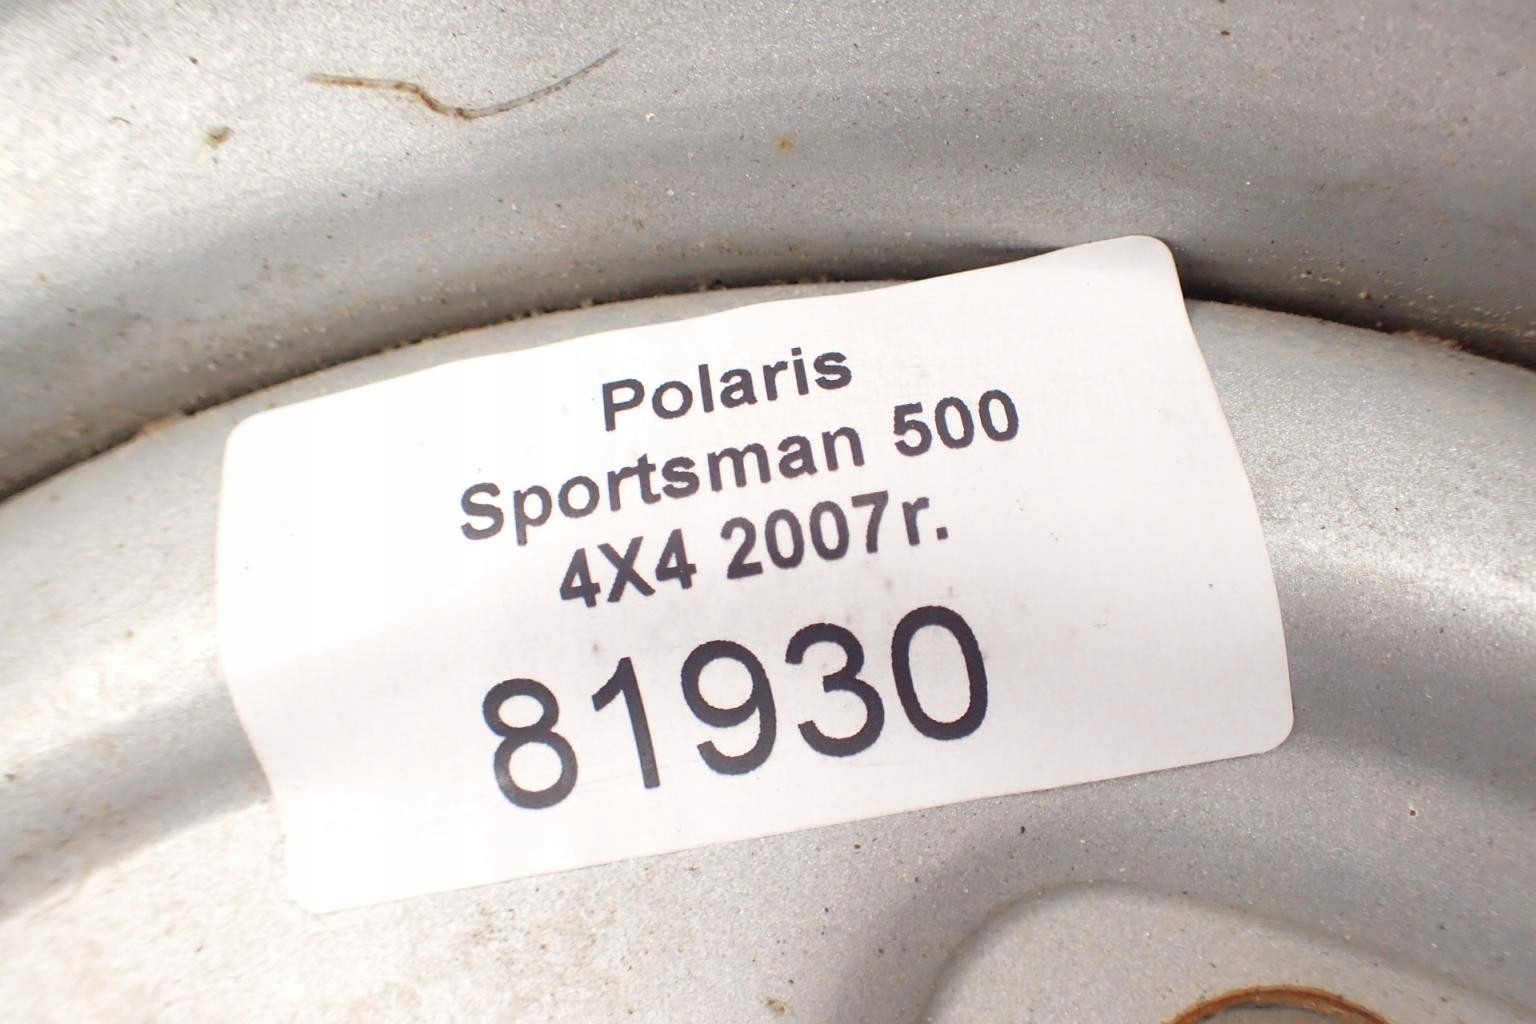 Polaris
Sportsman 500
4X4 2007r.
81930